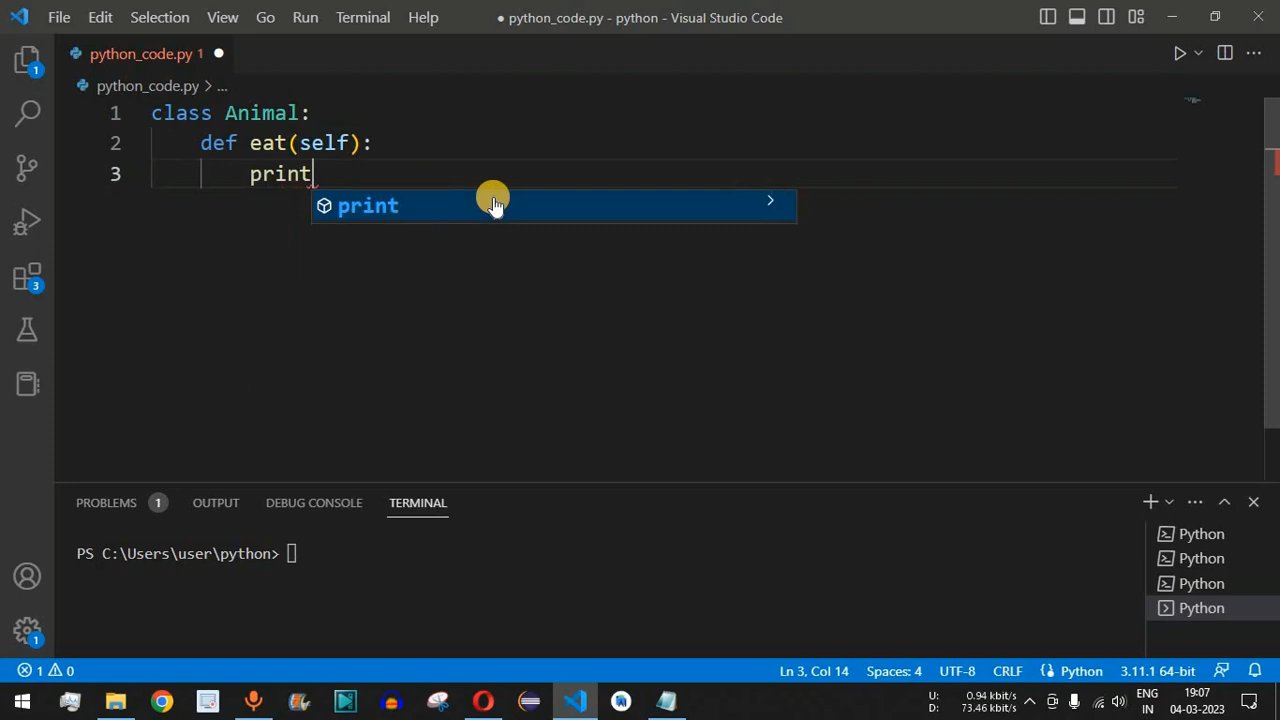 File Edit Selection View Go Run Terminal Help ● python_code.py - python - Visual Studio Code
python_code.py 1 ●
python_code.py > ...
1 class Animal:
2 def eat(self):
3 print
print
PROBLEMS 1 OUTPUT DEBUG CONSOLE TERMINAL
PS C:\Users\user\python>
Python
Python
Python
Python
1
3
1
1 0 Ln 3, Col 14 Spaces: 4 UTF-8 CRLF Python 3.11.1 64-bit
U: 0.94 kbit/s
D: 73.46 kbit/s
ENG
IN
19:07
04-03-2023